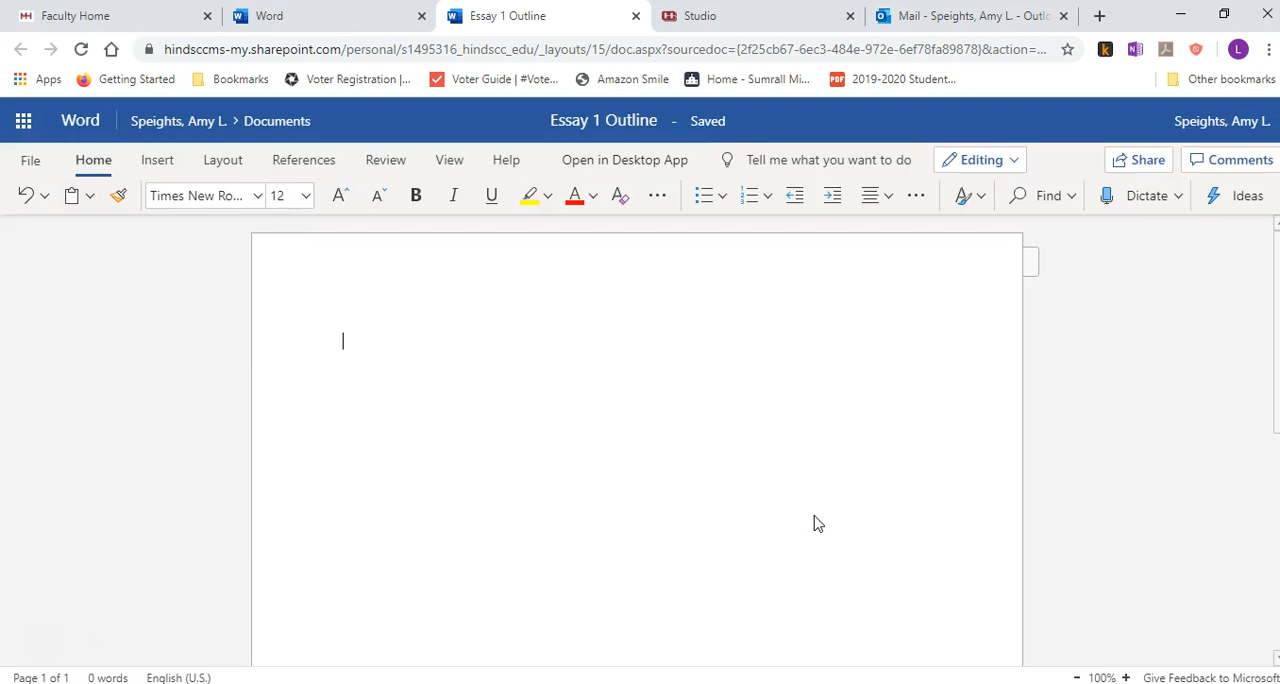 Faculty Home Word Essay 1 Outline Studio Mail - Speights, Amy L. - Outlo
hindsccms-my.sharepoint.com/personal/s1495316_hindscc_edu/_layouts/15/doc.aspx?sourcedoc={2f25cb67-6ec3-484e-972e-6ef78fa89878}&action=... L
Apps Getting Started Bookmarks Voter Registration |... Voter Guide | #Vote... Amazon Smile Home - Sumrall Mi... PDF 2019-2020 Student... Other bookmarks
Word Speights, Amy L. > Documents Essay 1 Outline - Saved Speights, Amy L.
File Home Insert Layout References Review View Help Open in Desktop App Tell me what you want to do Editing Share Comments
Times New Ro... 12 A A B I U A A ... Find Dictate Ideas
Page 1 of 1 0 words English (U.S.) - 100% + Give Feedback to Microsoft